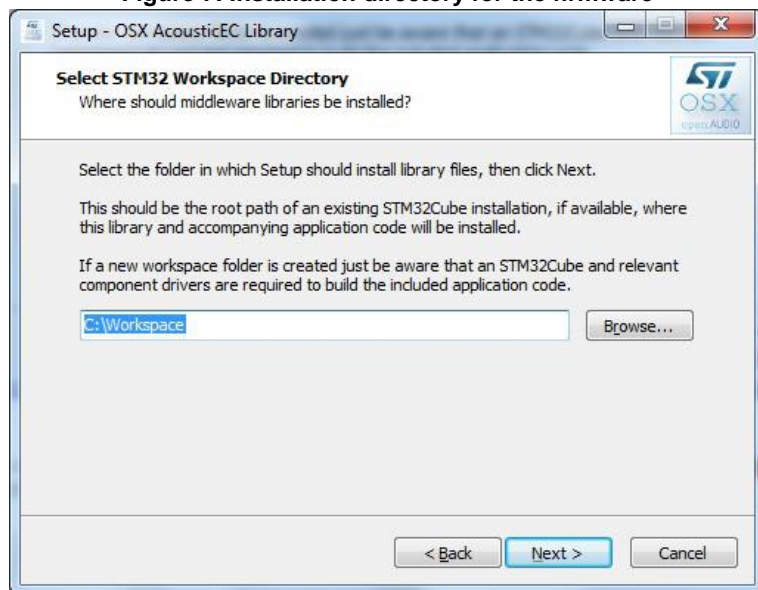 Setup - OSX AcousticEC Library
Select STM32 Workspace Directory
Where should middleware libraries be installed?
OSX
open.AUDIO
Select the folder in which Setup should install library files, then click Next.
This should be the root path of an existing STM32Cube installation, if available, where
this library and accompanying application code will be installed.
If a new workspace folder is created just be aware that an STM32Cube and relevant
component drivers are required to build the included application code.
C:\Workspace
Browse...
< Back
Next >
Cancel